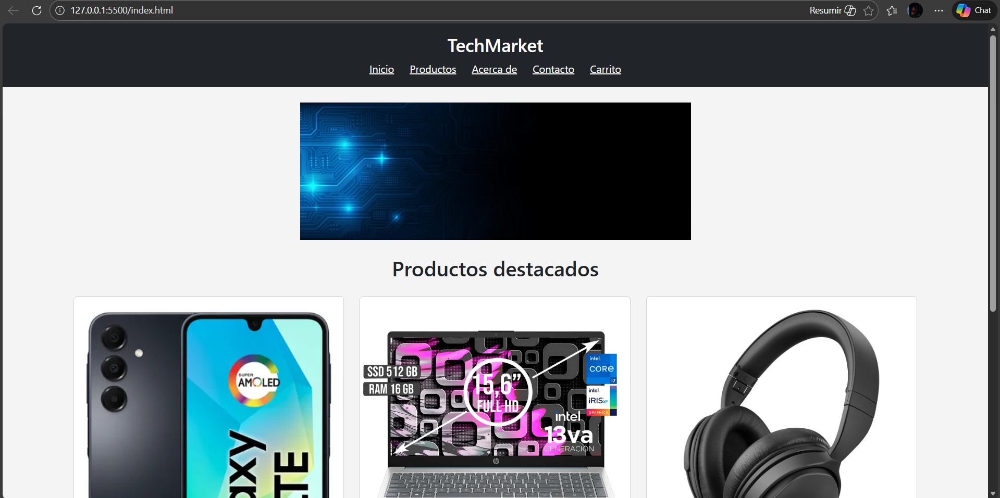 127.0.0.1:5500/index.html
Resumir
Chat
TechMarket
Inicio Productos Acerca de Contacto Carrito
Productos destacados
SUPER
AMOLED
axy
LTE
SSD 512 GB
RAM 16 GB
15,6”
FULL HD
intel.
CORe
i7
intel.
iRISxe
GRAPHICS
intel
13va
GENERACIÓN
hp